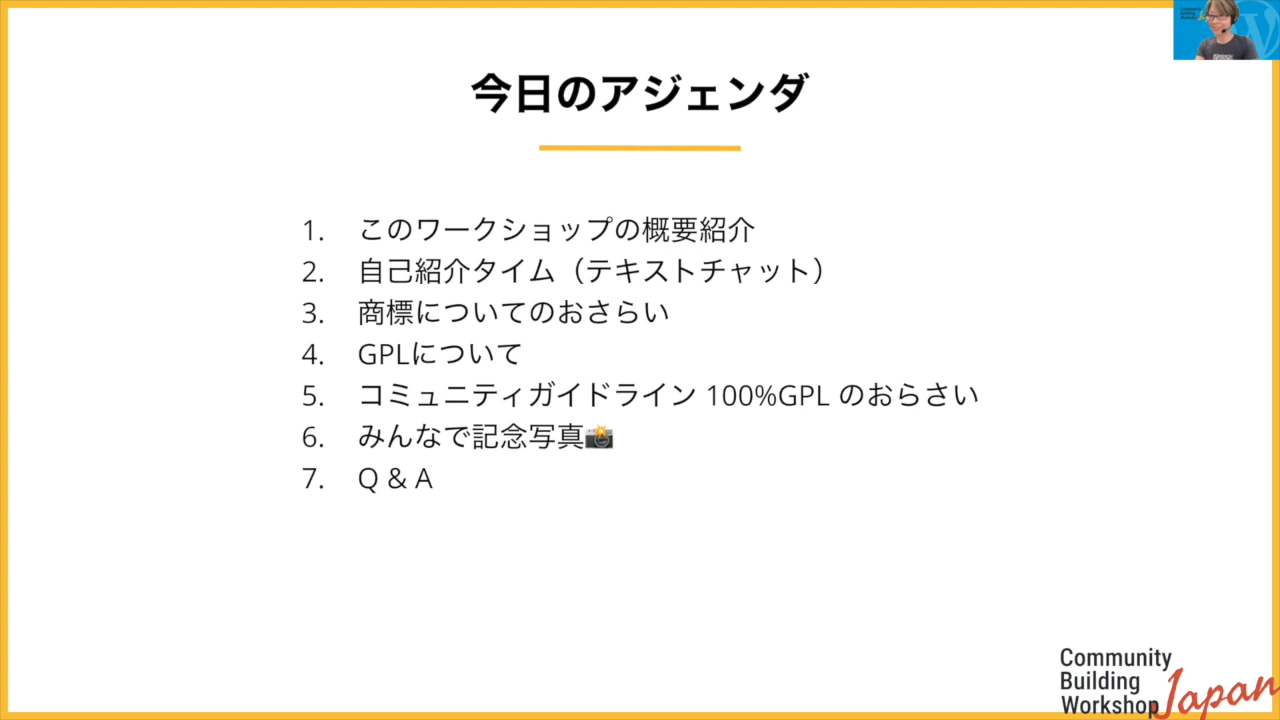 今日のアジェンダ
1. このワークショップの概要紹介
2. 自己紹介タイム（テキストチャット）
3. 商標についてのおさらい
4. GPLについて
5. コミュニティガイドライン 100%GPL のおらさい
6. みんなで記念写真📸
7. Q & A
Community
Building
Workshop Japan